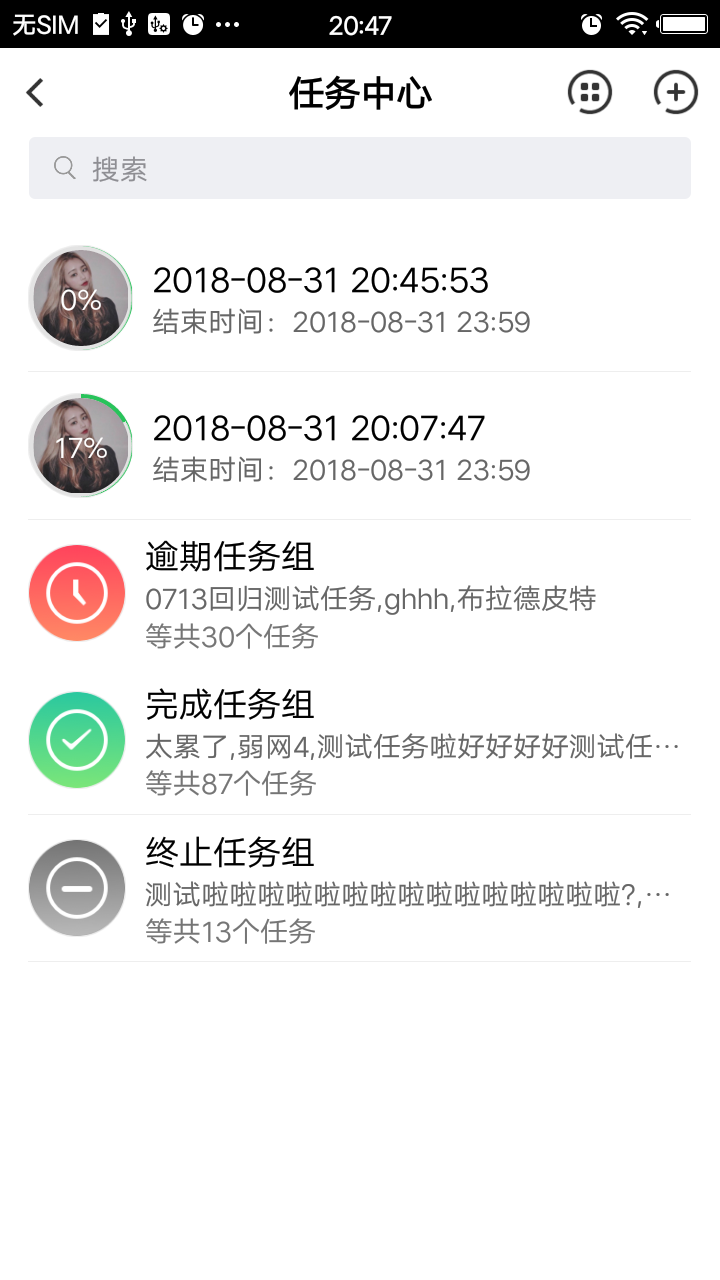 无SIM 20:47
任务中心
搜索
0%
2018-08-31 20:45:53
结束时间：2018-08-31 23:59
17%
2018-08-31 20:07:47
结束时间：2018-08-31 23:59
逾期任务组
0713回归测试任务,ghhh,布拉德皮特
等共30个任务
完成任务组
太累了,弱网4,测试任务啦好好好好测试任…
等共87个任务
终止任务组
测试啦啦啦啦啦啦啦啦啦啦啦啦啦啦啦?,…
等共13个任务